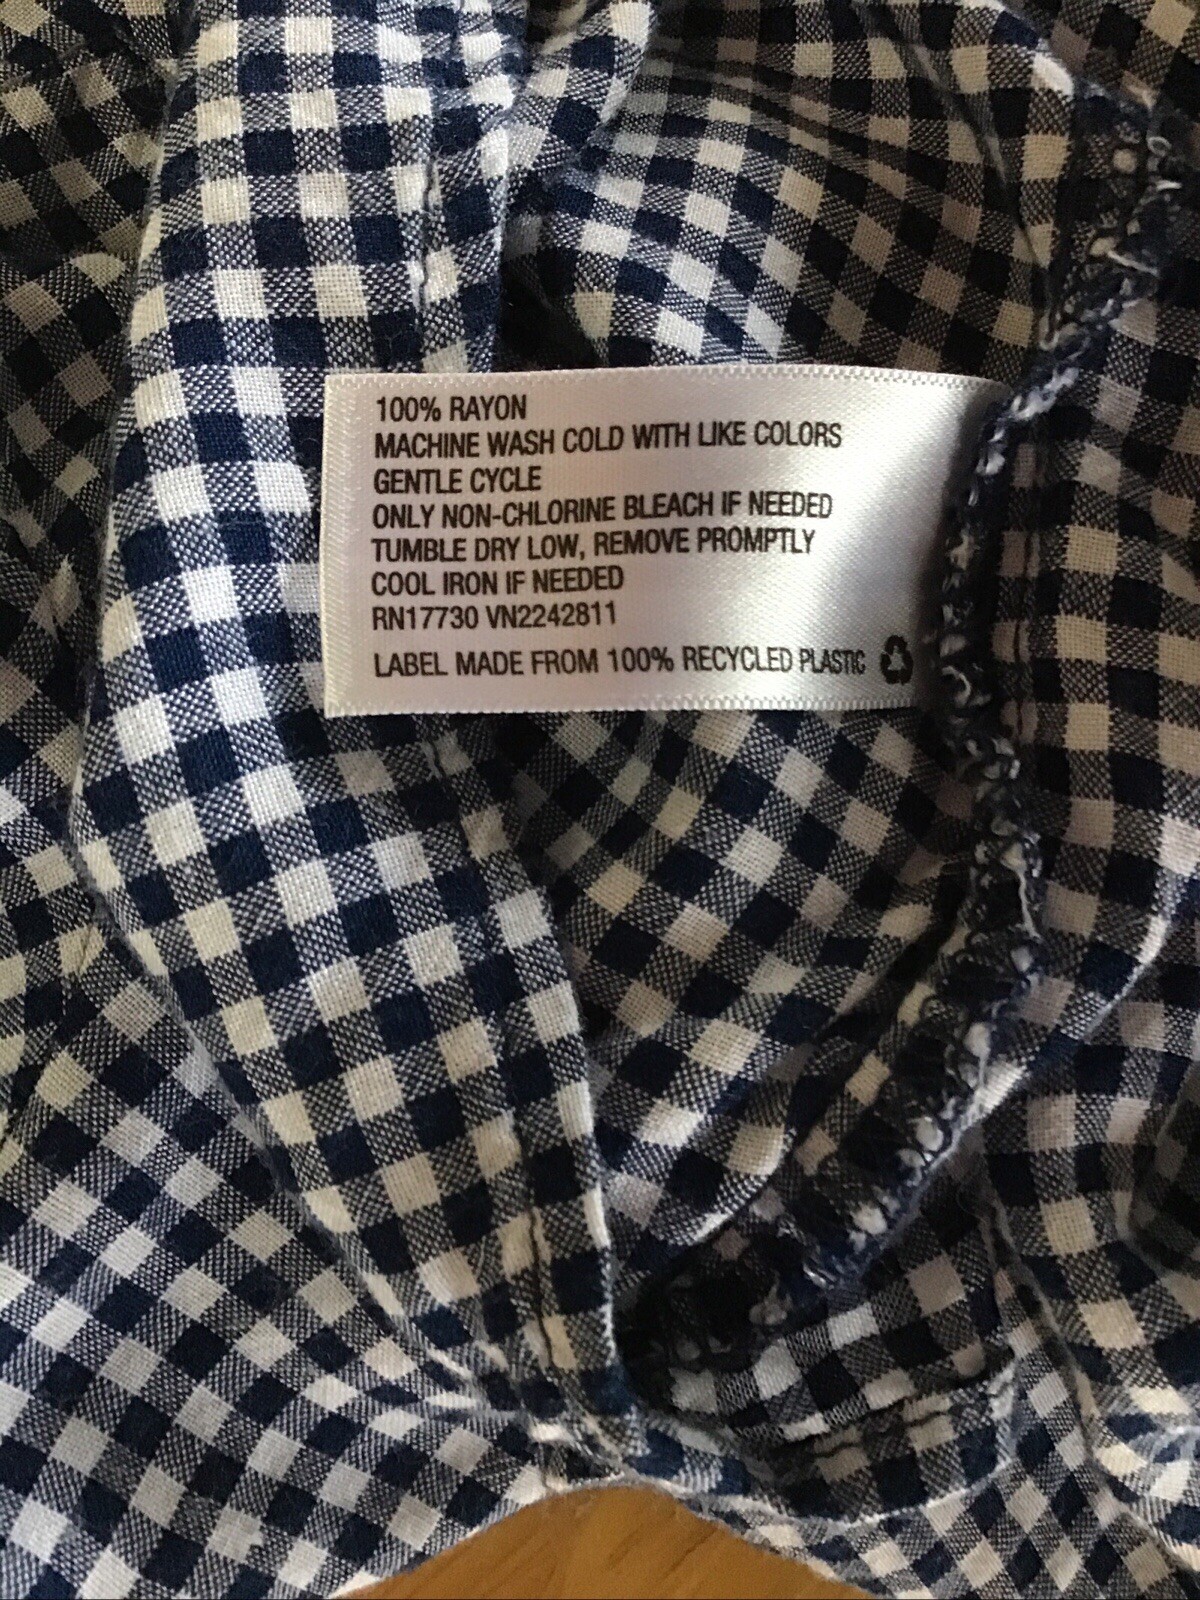 100% RAYON
MACHINE WASH COLD WITH LIKE COLORS
GENTLE CYCLE
ONLY NON-CHLORINE BLEACH IF NEEDED
TUMBLE DRY LOW, REMOVE PROMPTLY
COOL IRON IF NEEDED
RN17730 VN2242811
LABEL MADE FROM 100% RECYCLED PLASTIC